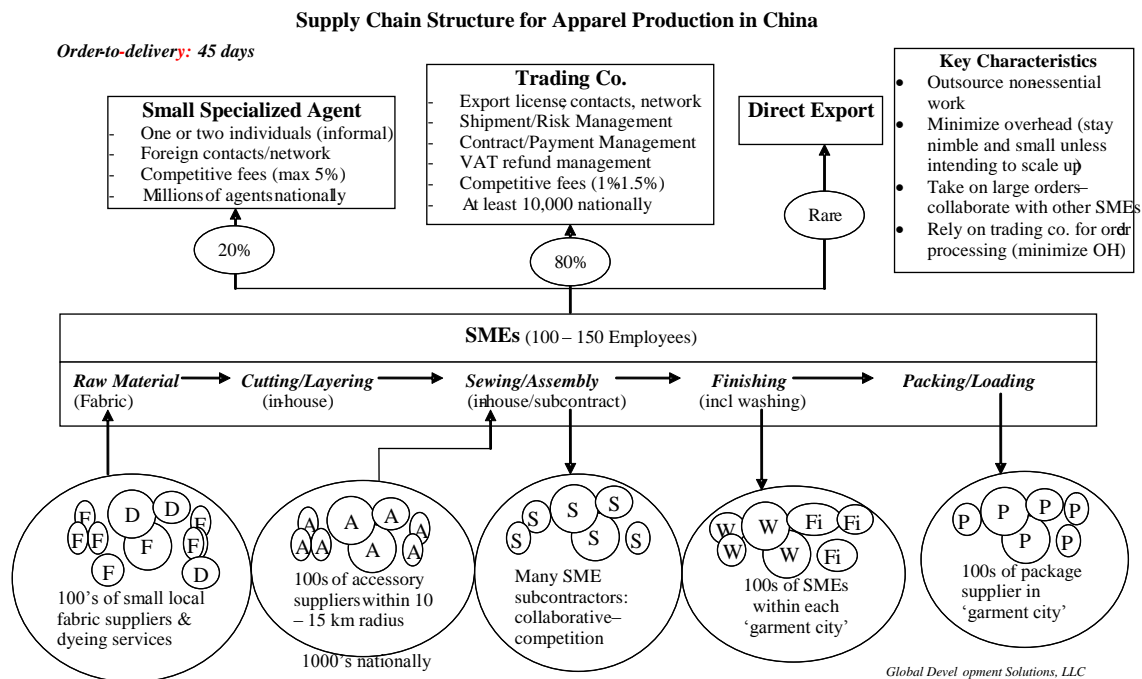 Supply Chain Structure for Apparel Production in China
Order-to-delivery: 45 days
Small Specialized Agent
- One or two individuals (informal)
- Foreign contacts/network
- Competitive fees (max 5%)
- Millions of agents nationally
Trading Co.
- Export license, contacts, network
- Shipment/Risk Management
- Contract/Payment Management
- VAT refund management
- Competitive fees (1%1.5%)
- At least 10,000 nationally
Direct Export
Key Characteristics
• Outsource non-essential
work
• Minimize overhead (stay
nimble and small unless
intending to scale up)
• Take on large orders–
collaborate with other SMEs
• Rely on trading co. for order
processing (minimize OH)
20%
80%
Rare
SMEs (100 – 150 Employees)
Raw Material
(Fabric)
Cutting/Layering
(in-house)
Sewing/Assembly
(in-house/subcontract)
Finishing
(incl washing)
Packing/Loading
F
F
F
D
D
F
F
F
F
D
100's of small local
fabric suppliers &
dyeing services
A
A
A
A
A
A
A
A
100s of accessory
suppliers within 10
– 15 km radius
1000's nationally
S
S
S
S
S
S
Many SME
subcontractors:
collaborative–
competition
W
W
W
W
Fi
Fi
Fi
100s of SMEs
within each
‘garment city’
P
P
P
P
P
P
100s of package
supplier in
‘garment city’
Global Devel opment Solutions, LLC